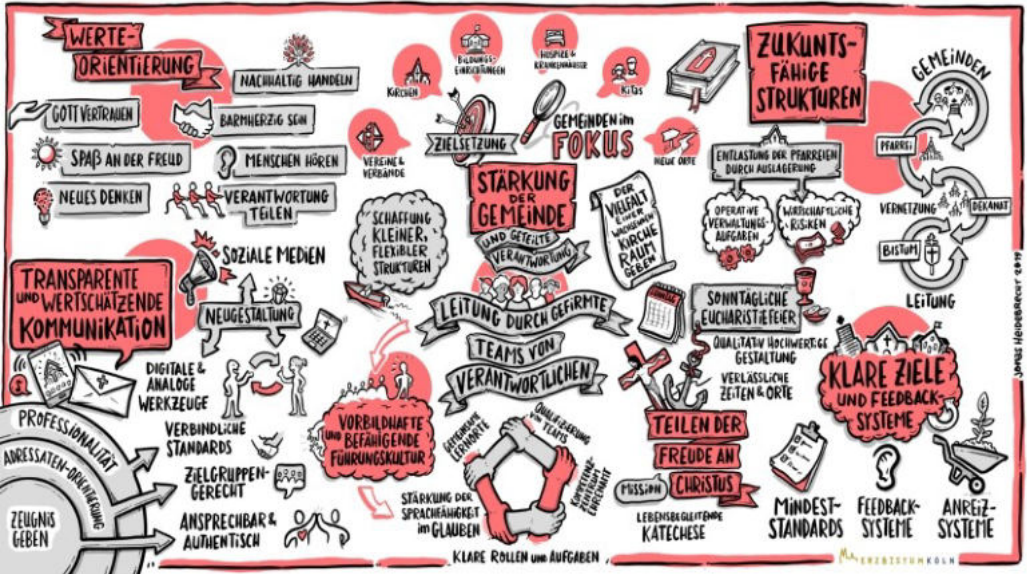 WERTE-
ORIENTIERUNG
NACHHALTIG HANDELN
GOTT VERTRAUEN
BARMHERZIG SEIN
SPAß AN DER FREUD
MENSCHEN HÖREN
NEUES DENKEN
VERANTWORTUNG
TEILEN
KIRCHEN
BILDUNGS-
EINRICHTUNGEN
HOSPIZE &
KRANKENHÄUSER
KITAS
VEREINE &
VERBÄNDE
ZIELSETZUNG
GEMEINDEN im
FOKUS
NEUE ORTE
STÄRKUNG
DER
GEMEINDE
UND GETEILTE
VERANTWORTUNG
SCHAFFUNG
KLEINER,
FLEXIBLER
STRUKTUREN
DER
VIELFALT
EINER
WACHSENDEN
KIRCHE
RAUM
GEBEN
LEITUNG DURCH GEFIRMTE
TEAMS VON
VERANTWORTLICHEN
ZUKUNTS-
FÄHIGE
STRUKTUREN
ENTLASTUNG DER PFARREIEN
DURCH AUSLAGERUNG
OPERATIVE
VERWALTUNGS-
AUFGABEN
WIRTSCHAFTLICHE
RISIKEN
GEMEINDEN
PFARREI
VERNETZUNG
DEKANAT
BISTUM
LEITUNG
TRANSPARENTE
UND WERTSCHÄTZENDE
KOMMUNIKATION
SOZIALE MEDIEN
NEUGESTALTUNG
DIGITALE &
ANALOGE
WERKZEUGE
VERBINDLICHE
STANDARDS
ZIELGRUPPEN-
GERECHT
ANSPRECHBAR &
AUTHENTISCH
PROFESSIONALITÄT
ADRESSATEN-ORIENTIERUNG
ZEUGNIS
GEBEN
VORBILDHAFTE
UND BEFÄHIGENDE
FÜHRUNGSKULTUR
STÄRKUNG DER
SPRACHFÄHIGKEIT
im GLAUBEN
GEMEINSAM
LERNORTE
QUALIFIZIERUNG
VON TEAMS
KOMPETENZ-
ZENTRUM
EHRENAMT
KLARE ROLLEN UND AUFGABEN
SONNTÄGLICHE
EUCHARISTIEFEIER
QUALITATIV HOCHWERTIGE
GESTALTUNG
VERLÄSSLICHE
ZEITEN & ORTE
TEILEN DER
FREUDE AN
CHRISTUS
MISSION
LEBENSBEGLEITENDE
KATECHESE
KLARE ZIELE
UND FEEDBACK-
SYSTEME
MINDEST-
STANDARDS
FEEDBACK-
SYSTEME
ANREIZ-
SYSTEME
JONAS HEIDEBRECHT 2019
ERZBISTUM KÖLN